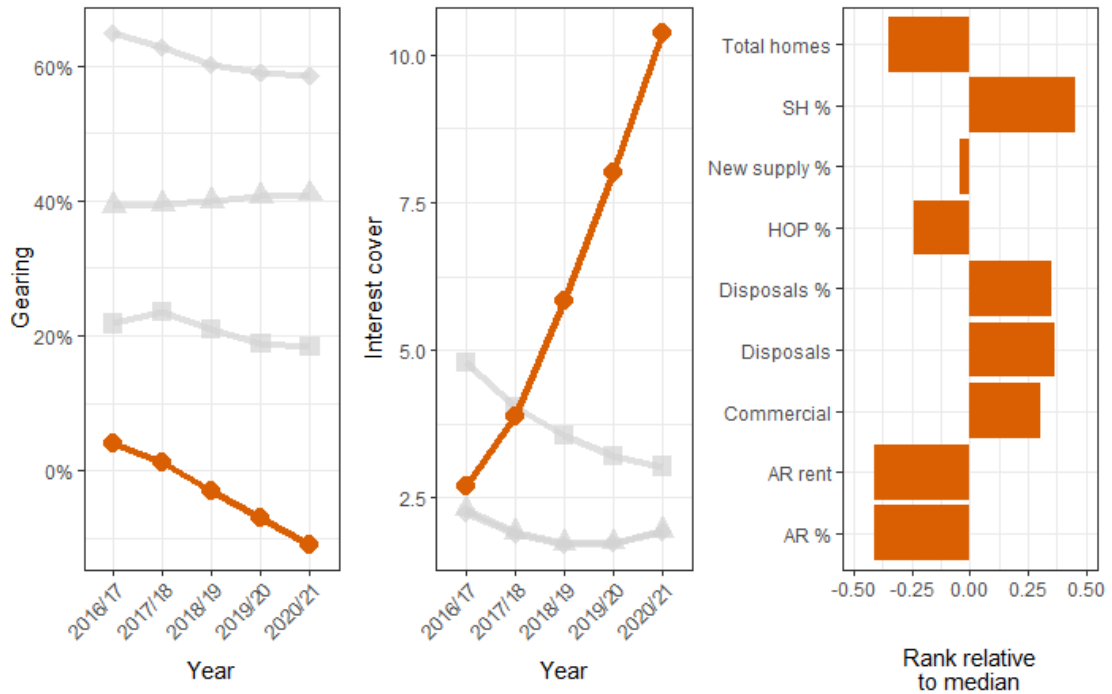 Gearing
60%
40%
20%
0%
2016/17
2017/18
2018/19
2019/20
2020/21
Year
Interest cover
10.0
7.5
5.0
2.5
2016/17
2017/18
2018/19
2019/20
2020/21
Year
Total homes
SH %
New supply %
HOP %
Disposals %
Disposals
Commercial
AR rent
AR %
-0.50
-0.25
0.00
0.25
0.50
Rank relative
to median